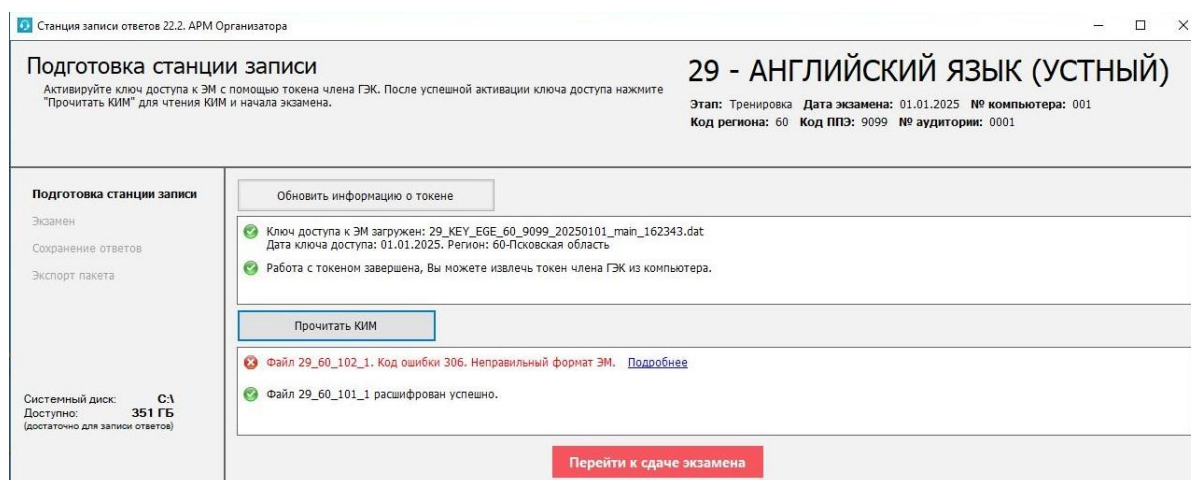 Станция записи ответов 22.2. АРМ Организатора
Подготовка станции записи
Активируйте ключ доступа к ЭМ с помощью токена члена ГЭК. После успешной активации ключа доступа нажмите
"Прочитать КИМ" для чтения КИМ и начала экзамена.
29 - АНГЛИЙСКИЙ ЯЗЫК (УСТНЫЙ)
Этап: Тренировка Дата экзамена: 01.01.2025 № компьютера: 001
Код региона: 60 Код ППЭ: 9099 № аудитории: 0001
Подготовка станции записи
Экзамен
Сохранение ответов
Экспорт пакета
Системный диск: C:\
Доступно: 351 ГБ
(достаточно для записи ответов)
Обновить информацию о токене
Ключ доступа к ЭМ загружен: 29_KEY_EGE_60_9099_20250101_main_162343.dat
Дата ключа доступа: 01.01.2025. Регион: 60-Псковская область
Работа с токеном завершена, Вы можете извлечь токен члена ГЭК из компьютера.
Прочитать КИМ
Файл 29_60_102_1. Код ошибки 306. Неправильный формат ЭМ. Подробнее
Файл 29_60_101_1 расшифрован успешно.
Перейти к сдаче экзамена